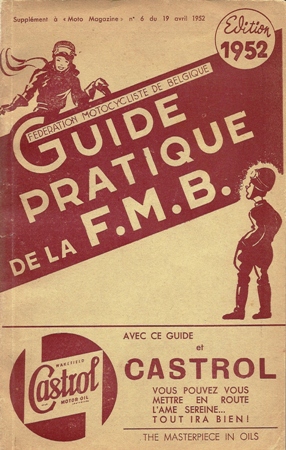 Supplément à « Moto Magazine » n° 6 du 19 avril 1952
Edition
1952
FÉDÉRATION MOTOCYCLISTE DE BELGIQUE
GUIDE
PRATIQUE
DE LA F.M.B.
WAKEFIELD
Castrol
MOTOR OIL
AVEC CE GUIDE
et
CASTROL
VOUS POUVEZ VOUS
METTRE EN ROUTE
L'AME SEREINE...
TOUT IRA BIEN!
THE MASTERPIECE IN OILS